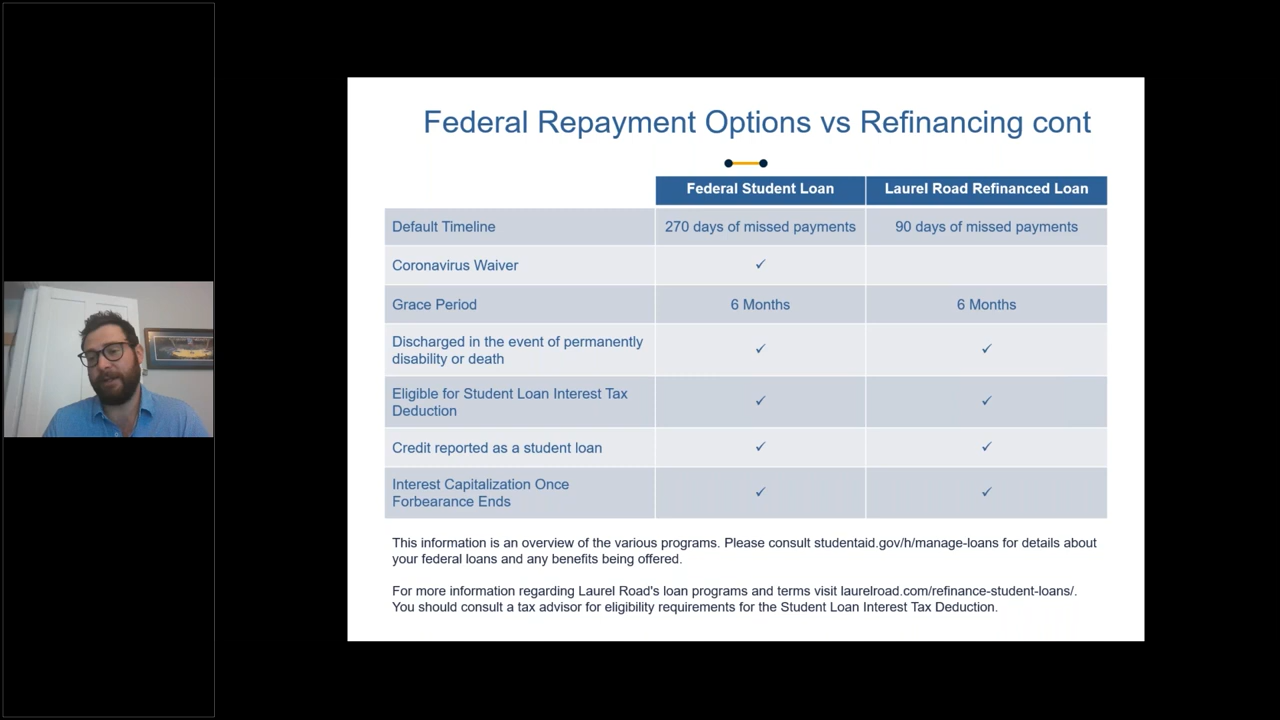 Federal Repayment Options vs Refinancing cont
Federal Student Loan
Laurel Road Refinanced Loan
Default Timeline
270 days of missed payments
90 days of missed payments
Coronavirus Waiver
✓
Grace Period
6 Months
6 Months
Discharged in the event of permanently
disability or death
✓
✓
Eligible for Student Loan Interest Tax
Deduction
✓
✓
Credit reported as a student loan
✓
✓
Interest Capitalization Once
Forbearance Ends
✓
✓
This information is an overview of the various programs. Please consult studentaid.gov/h/manage-loans for details about
your federal loans and any benefits being offered.
For more information regarding Laurel Road's loan programs and terms visit laurelroad.com/refinance-student-loans/.
You should consult a tax advisor for eligibility requirements for the Student Loan Interest Tax Deduction.